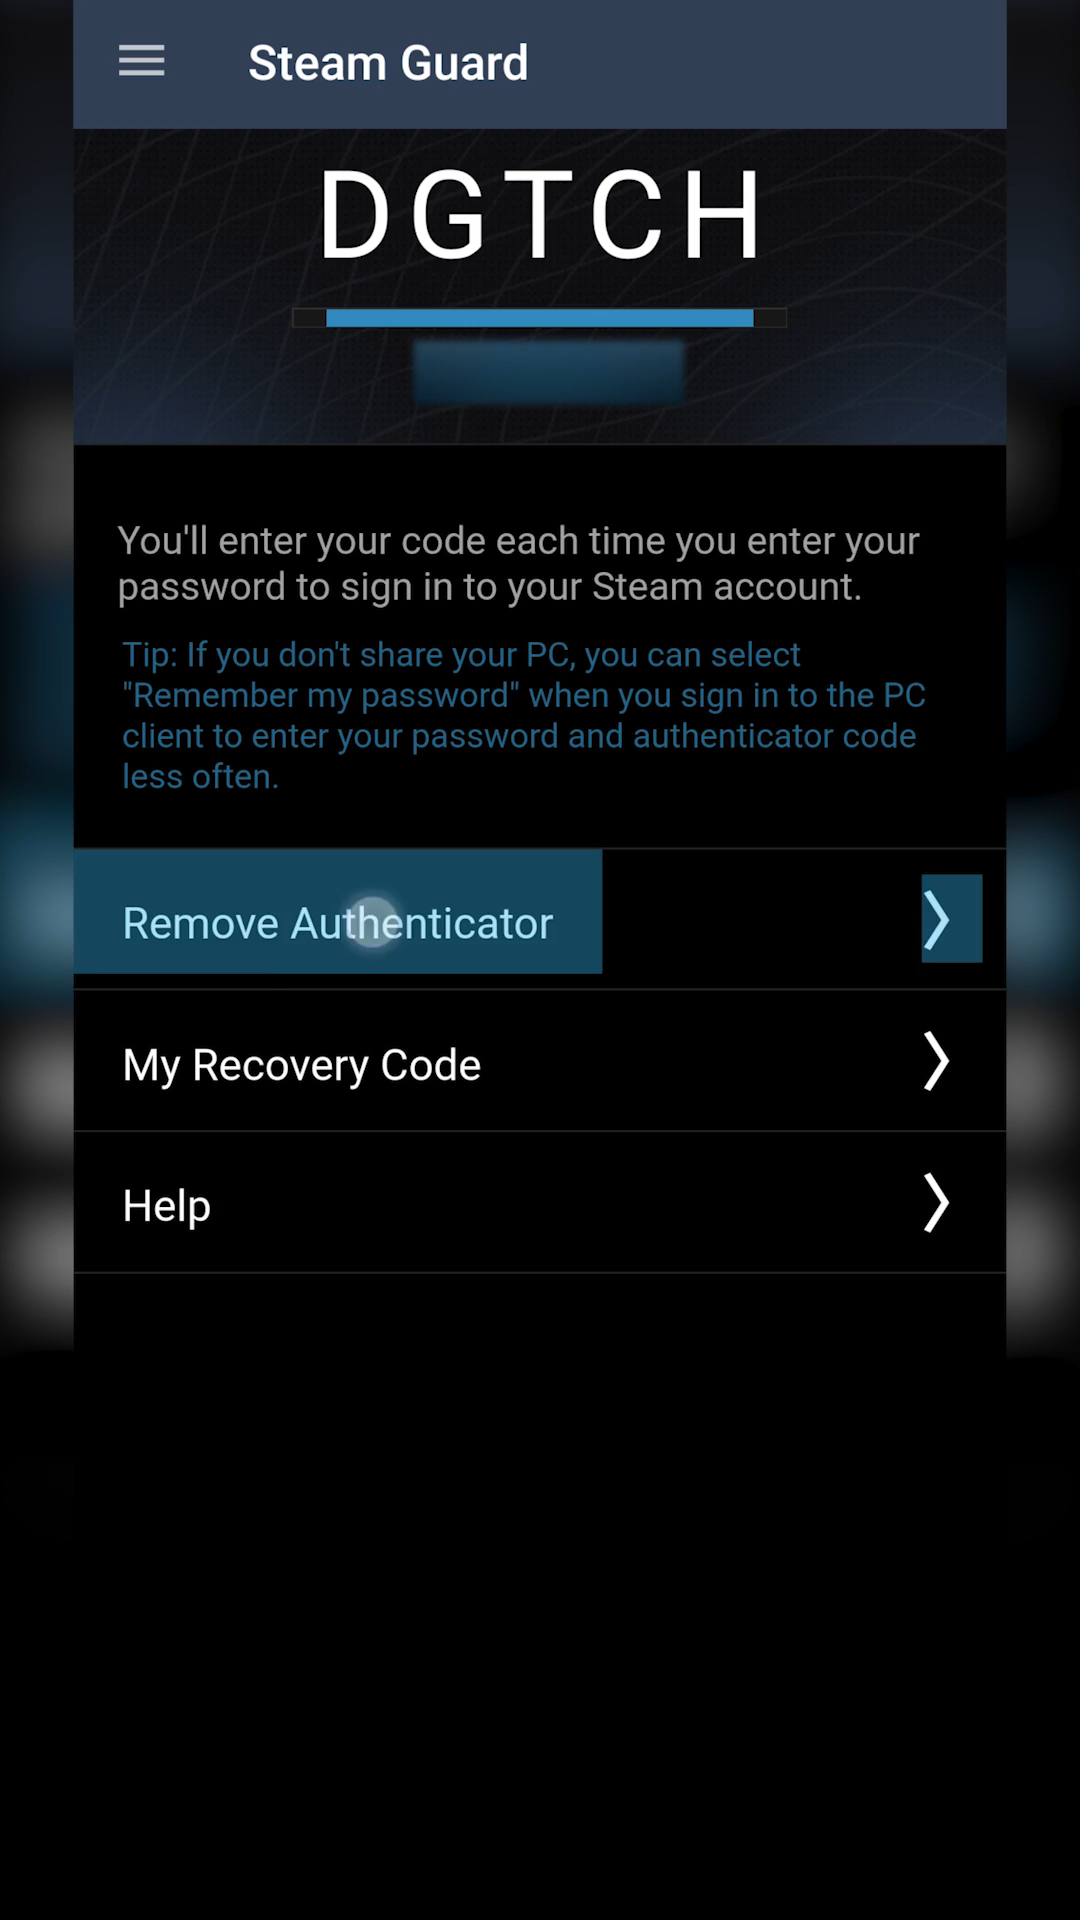 Steam Guard
DGTCH
You'll enter your code each time you enter your
password to sign in to your Steam account.
Tip: If you don't share your PC, you can select
"Remember my password" when you sign in to the PC
client to enter your password and authenticator code
less often.
Remove Authenticator
My Recovery Code
Help